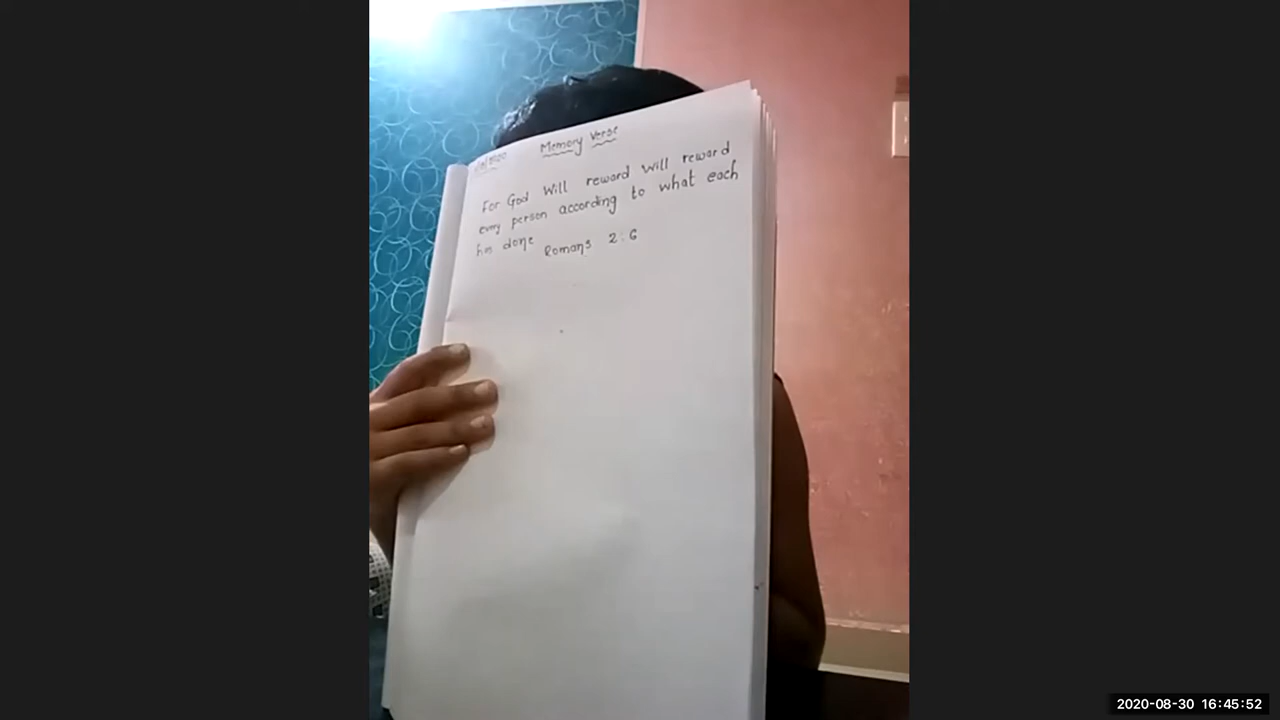 Memory Verse
For God Will reward will reward
every person according to what each
has done
Romans 2:6
2020-08-30 16:45:52